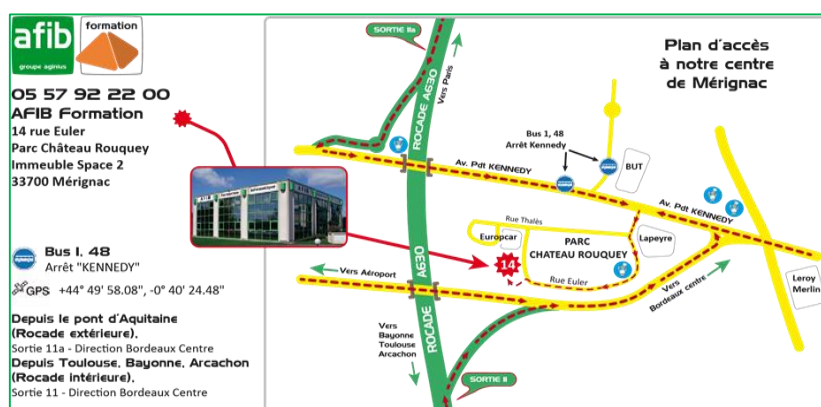 afib
groupe aginius
formation
05 57 92 22 00
AFIB Formation
14 rue Euler
Parc Château Rouquey
Immeuble Space 2
33700 Mérignac
Bus 1, 48
Arrêt "KENNEDY"
GPS +44° 49' 58.08", -0° 40' 24.48"
Depuis le pont d'Aquitaine
(Rocade extérieure),
Sortie 11a - Direction Bordeaux Centre
Depuis Toulouse, Bayonne, Arcachon
(Rocade intérieure),
Sortie 11 - Direction Bordeaux Centre
Plan d'accès
à notre centre
de Mérignac
SORTIE 11a
ROCADE A630
Vers Paris
Bus 1, 48
Arrêt Kennedy
BUT
Av. Pdt KENNEDY
Av. Pdt KENNEDY
Rue Thalès
Europcar
PARC
CHATEAU ROUQUEY
Lapeyre
14
Rue Euler
Vers Aéroport
Vers
Bordeaux centre
Leroy
Merlin
ROCADE A630
Vers
Bayonne
Toulouse
Arcachon
SORTIE 11
AFIB